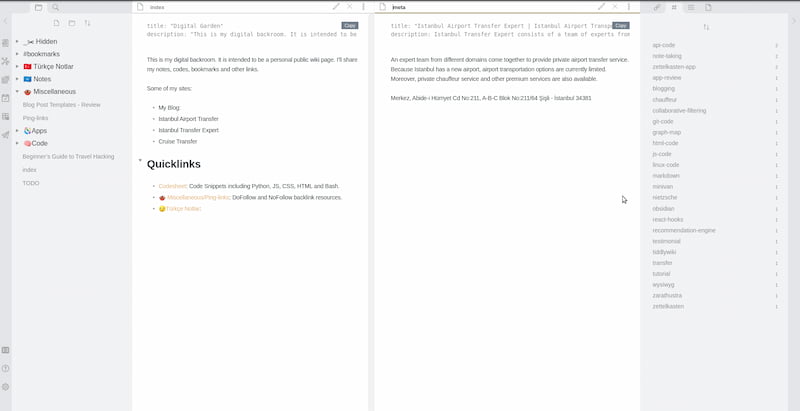 _✂ Hidden
#bookmarks
🇹🇷 Türkçe Notlar
Notes
Miscellaneous
Blog Post Templates - Review
Ping-links
Apps
🧠Code
Beginner's Guide to Travel Hacking
index
TODO
index
title: "Digital Garden"
Copy
description: "This is my digital backroom. It is intended to be
This is my digital backroom. It is intended to be a personal public wiki page. I'll share
my notes, codes, bookmarks and other links.
Some of my sites:
• My Blog:
• Istanbul Airport Transfer
• Istanbul Transfer Expert
• Cruise Transfer
Quicklinks
• Codesheet: Code Snippets including Python, JS, CSS, HTML and Bash.
• Miscellaneous/Ping-links: DoFollow and NoFollow backlink resources.
• Türkçe Notlar:
meta
title: "Istanbul Airport Transfer Expert | Istanbul Airport Transp
Copy
description: Istanbul Transfer Expert consists of a team of experts from
An expert team from different domains come together to provide private airport transfer service.
Because Istanbul has a new airport, airport transportation options are currently limited.
Moreover, private chauffeur service and other premium services are also available.
Merkez, Abide-i Hürriyet Cd No:211, A-B-C Blok No:211/64 Şişli - İstanbul 34381
api-code 2
note-taking 2
zettelkasten-app 2
app-review 1
blogging 1
chauffeur 1
collaborative-filtering 1
git-code 1
graph-map 1
html-code 1
js-code 1
linux-code 1
markdown 1
minivan 1
nietzsche 1
obsidian 1
react-hooks 1
recommendation-engine 1
testimonial 1
tiddlywiki 1
transfer 1
tutorial 1
wysiwyg 1
zarathustra 1
zettelkasten 1